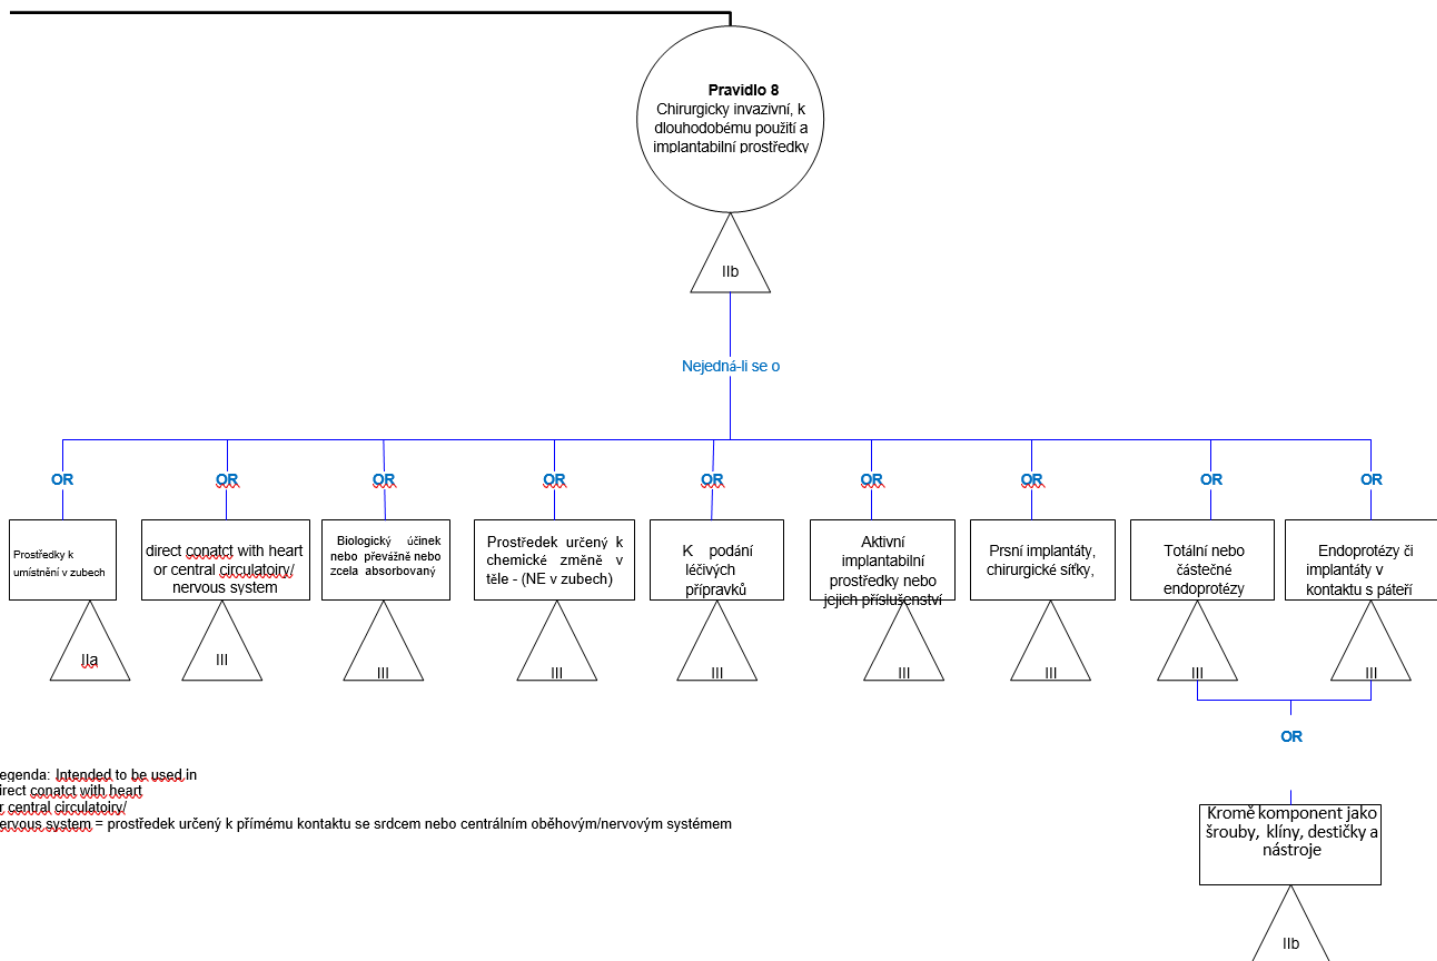 Pravidlo 8
Chirurgicky invazivní, k
dlouhodobému použití a
implantabilní prostředky
IIb
Nejedná-li se o
OR
OR
OR
OR
OR
OR
OR
OR
OR
Prostředky k
umístnění v zubech
direct conatct with heart
or central circulatoiry/
nervous system
Biologický účinek
nebo převážně nebo
zcela absorbovaný
Prostředek určený k
chemické změně v
těle - (NE v zubech)
K podání
léčivých
přípravků
Aktivní
implantabilní
prostředky nebo
jejich příslušenství
Prsní implantáty,
chirurgické síťky,
Totální nebo
částečné
endoprotézy
Endoprotézy či
implantáty v
kontaktu s páteří
IIa
III
III
III
III
III
III
III
III
OR
egenda: Intended to be used in
irect conatct with heart
r central circulatoiry/
ervous system = prostředek určený k přímému kontaktu se srdcem nebo centrálním oběhovým/nervovým systémem
Kromě komponent jako
šrouby, klíny, destičky a
nástroje
IIb